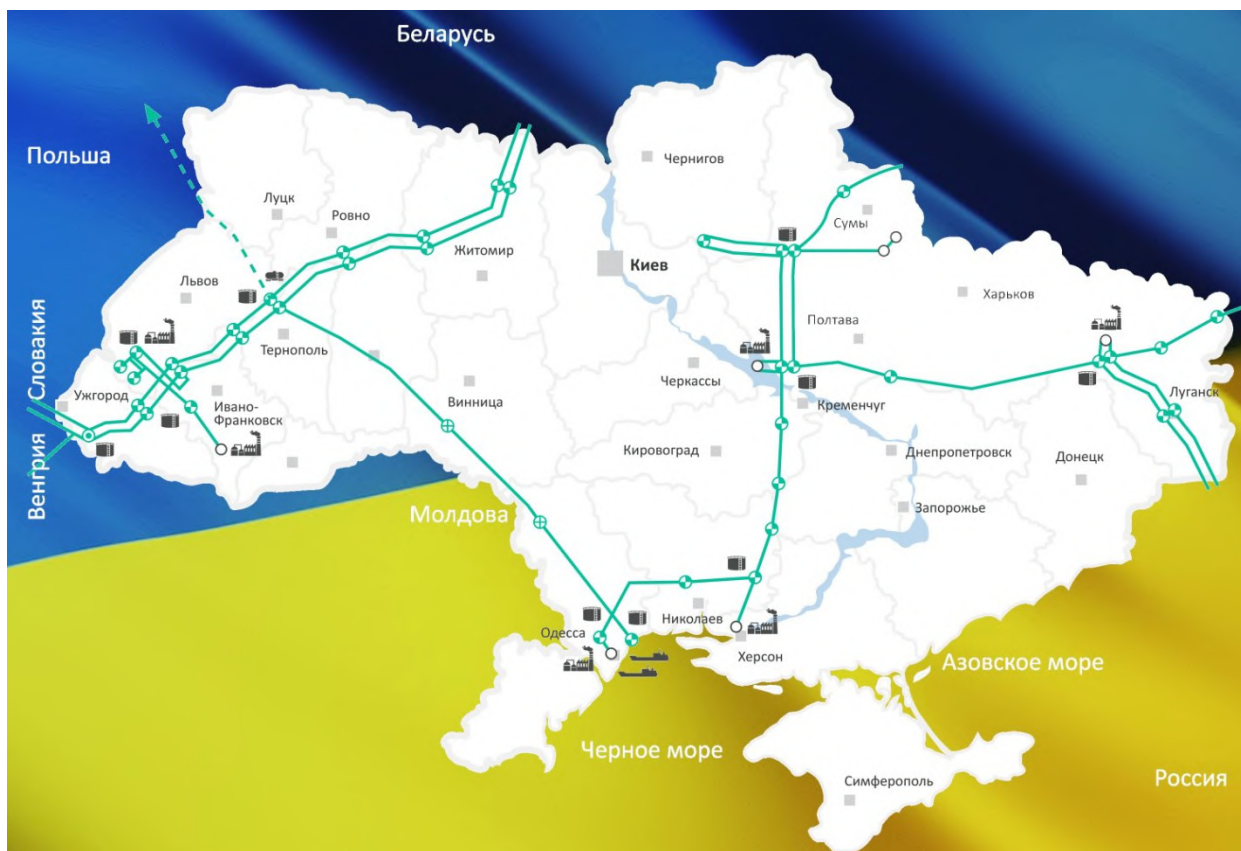 Беларусь
Польша
Чернигов
Луцк
Ровно
Сумы
Житомир
Киев
Львов
Харьков
Полтава
Тернополь
Словакия
Черкассы
Ужгород
Винница
Ивано-
Франковск
Кременчуг
Луганск
Венгрия
Кировоград
Днепропетровск
Донецк
Молдова
Запорожье
Николаев
Одесса
Херсон
Азовское море
Черное море
Симферополь
Россия